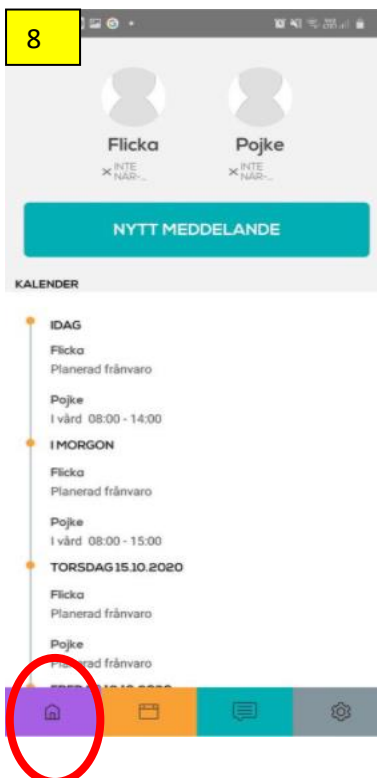 8
Flicka Pojke
INTE INTE
NÄR-... NÄR-...
NYTT MEDDELANDE
KALENDER
IDAG
Flicka
Planerad frånvaro
Pojke
I vård 08:00 - 14:00
I MORGON
Flicka
Planerad frånvaro
Pojke
I vård 08:00 - 15:00
TORSDAG 15.10.2020
Flicka
Planerad frånvaro
Pojke
Planerad frånvaro